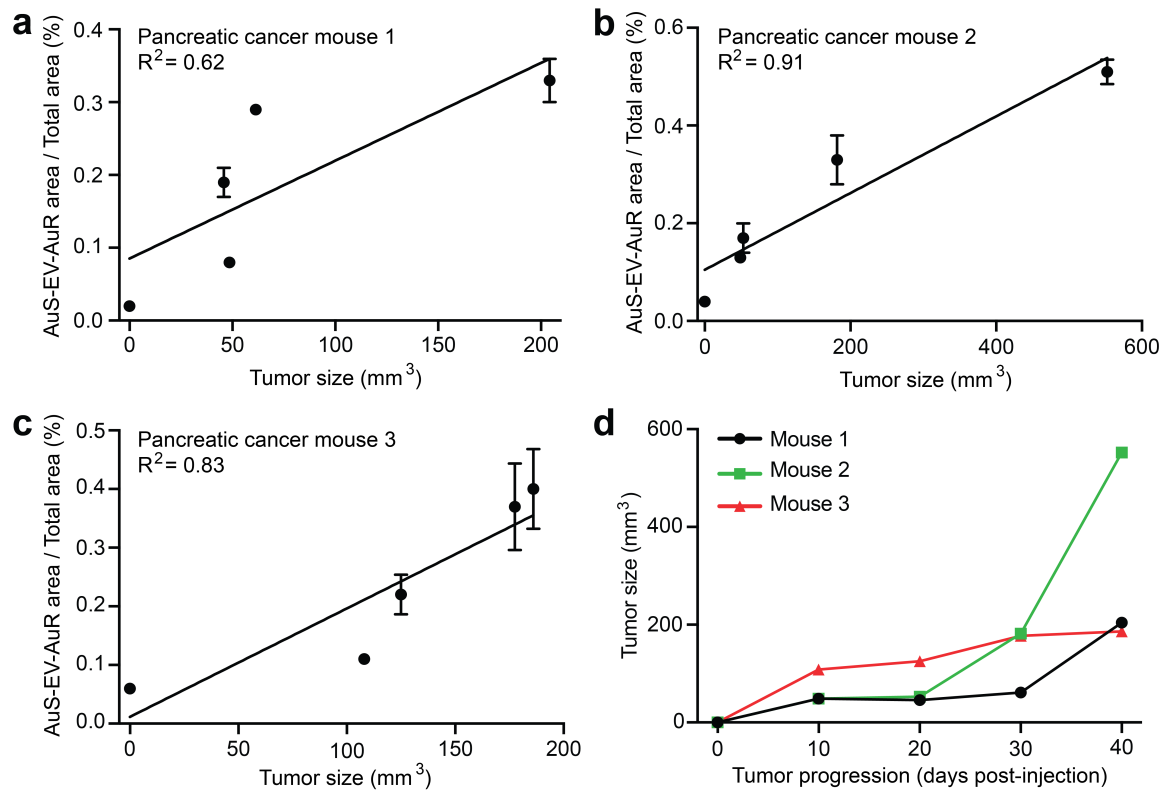 a
Pancreatic cancer mouse 1
R2 = 0.62
AuS-EV-AuR area / Total area (%)
0.4
0.3
0.2
0.1
0.0
0 50 100 150 200
Tumor size (mm3)
b
Pancreatic cancer mouse 2
R2 = 0.91
AuS-EV-AuR area / Total area (%)
0.6
0.4
0.2
0.0
0 200 400 600
Tumor size (mm3)
c
Pancreatic cancer mouse 3
R2 = 0.83
AuS-EV-AuR area / Total area (%)
0.5
0.4
0.3
0.2
0.1
0.0
0 50 100 150 200
Tumor size (mm3)
d
Mouse 1
Mouse 2
Mouse 3
Tumor size (mm3)
600
400
200
0
0 10 20 30 40
Tumor progression (days post-injection)